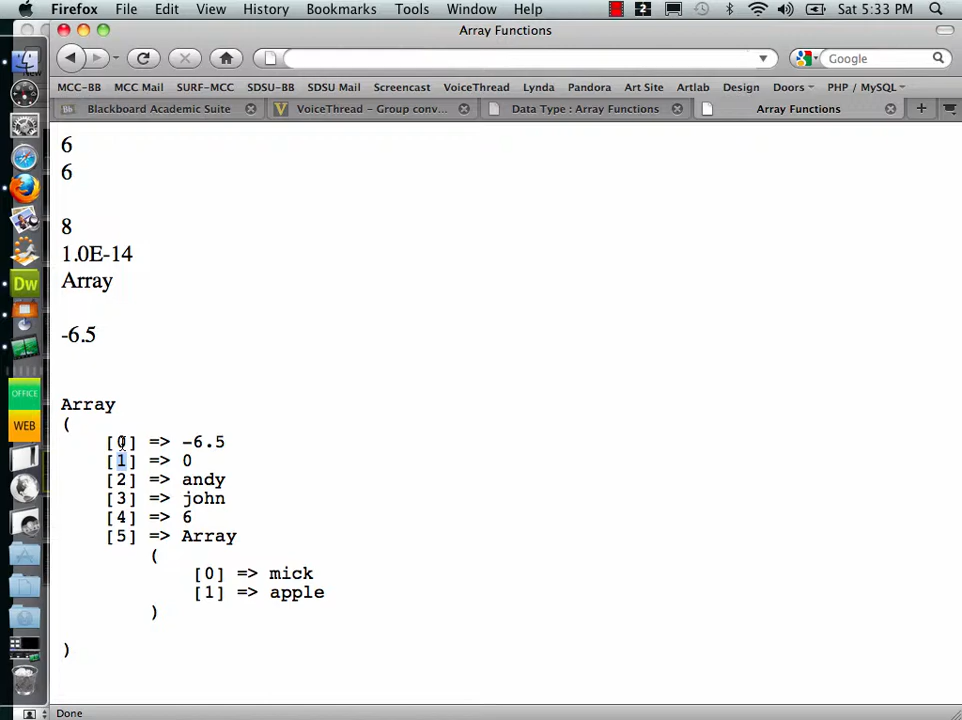 Firefox File Edit View History Bookmarks Tools Window Help 2 Sat 5:33 PM
Array Functions
Google
MCC-BB MCC Mail SURF-MCC SDSU-BB SDSU Mail Screencast VoiceThread Lynda Pandora Art Site Artlab Design Doors PHP / MySQL
Blackboard Academic Suite VoiceThread – Group conv... Data Type : Array Functions Array Functions
6
6
8
1.0E-14
Array
-6.5
Array
(
[0] => -6.5
[1] => 0
[2] => andy
[3] => john
[4] => 6
[5] => Array
(
[0] => mick
[1] => apple
)
)
Dw
OFFICE
WEB
Done